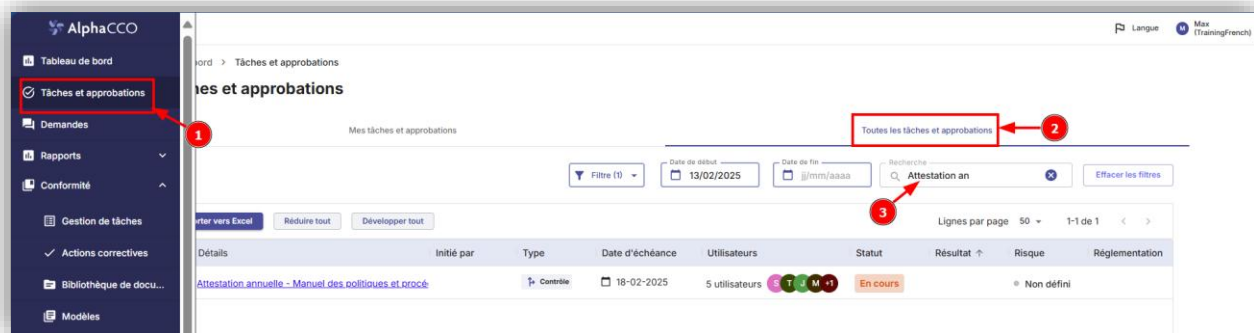 AlphaCCO
Langue
M
Max
(TrainingFrench)
Tableau de bord
ord > Tâches et approbations
Tâches et approbations
1
hes et approbations
Demandes
Mes tâches et approbations
Toutes les tâches et approbations
2
Rapports
Conformité
Filtre (1)
Date de début
13/02/2025
Date de fin
jj/mm/aaaa
Recherche
Attestation an
3
Effacer les filtres
Gestion de tâches
rter vers Excel
Réduire tout
Développer tout
Lignes par page 50
1-1 de 1
Actions correctives
Détails
Initié par
Type
Date d'échéance
Utilisateurs
Statut
Résultat ↑
Risque
Réglementation
Bibliothèque de docu...
Attestation annuelle - Manuel des politiques et procé
Contrôle
18-02-2025
5 utilisateurs
S T J M +1
En cours
Non défini
Modèles